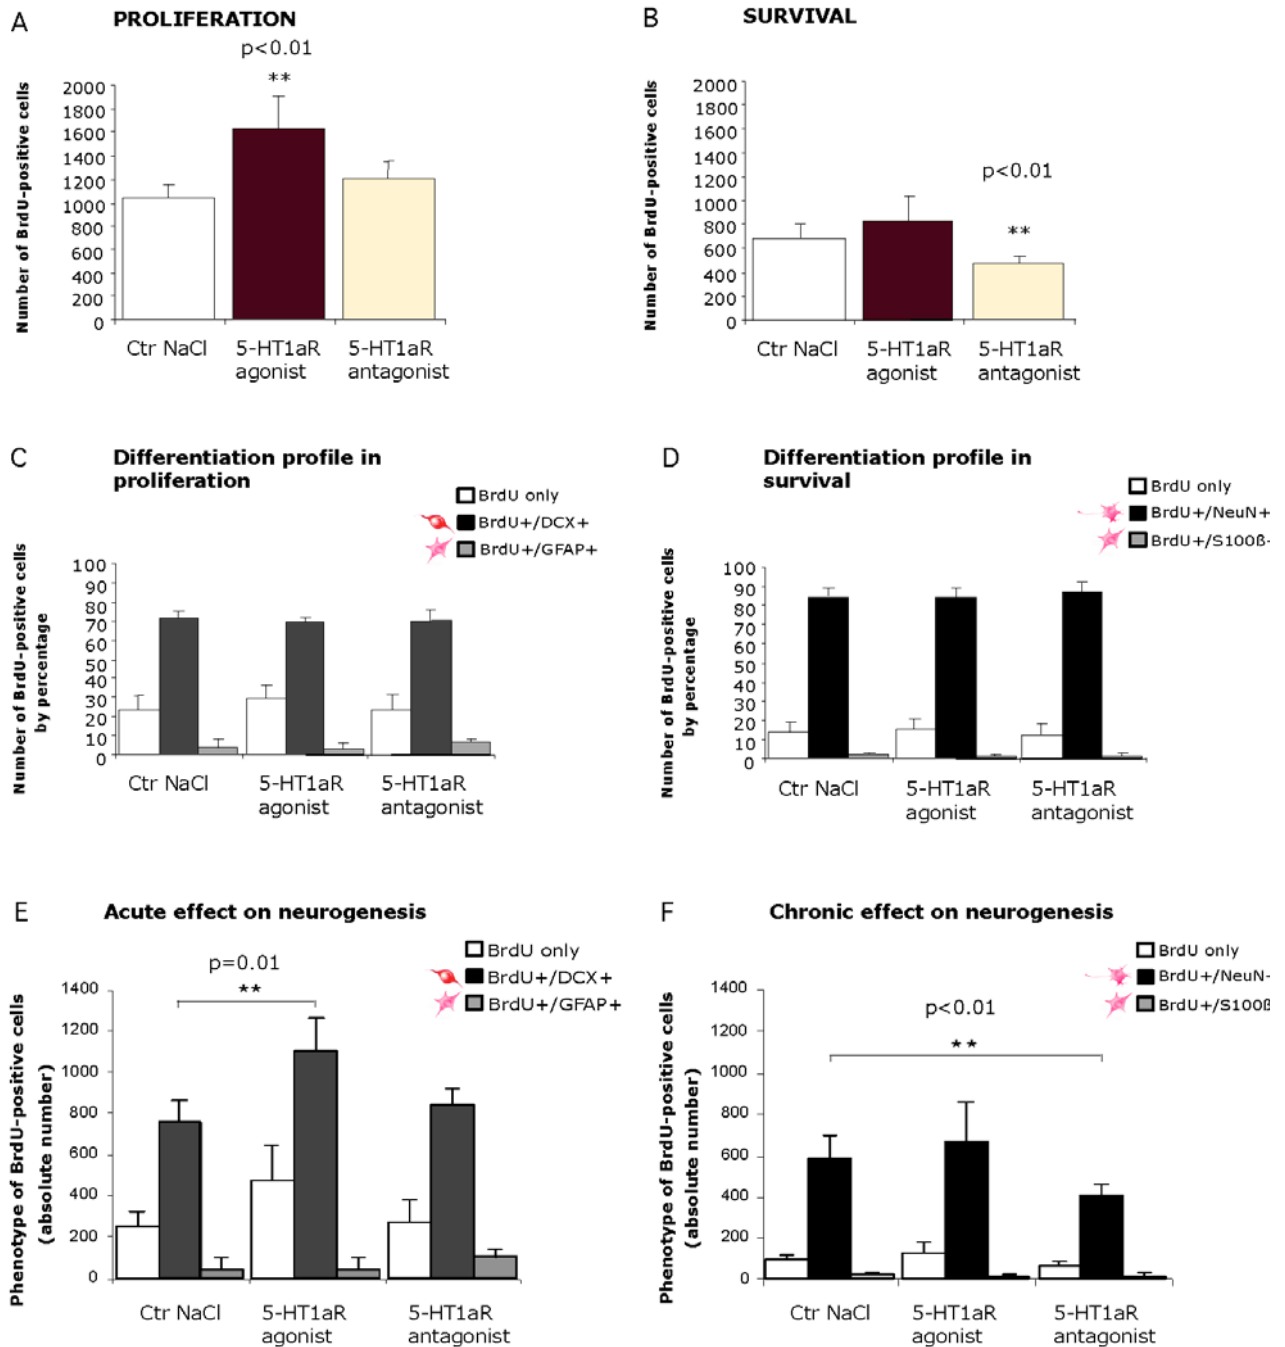 A
PROLIFERATION
p<0.01
**
Number of BrdU-positive cells
2000
1800
1600
1400
1200
1000
800
600
400
200
0
Ctr NaCl
5-HT1aR
agonist
5-HT1aR
antagonist
B
SURVIVAL
p<0.01
**
Number of BrdU-positive cells
2000
1800
1600
1400
1200
1000
800
600
400
200
0
Ctr NaCl
5-HT1aR
agonist
5-HT1aR
antagonist
C
Differentiation profile in
proliferation
BrdU only
BrdU+/DCX+
BrdU+/GFAP+
Number of BrdU-positive cells
by percentage
100
90
80
70
60
50
40
30
20
10
0
Ctr NaCl
5-HT1aR
agonist
5-HT1aR
antagonist
D
Differentiation profile in
survival
BrdU only
BrdU+/NeuN+
BrdU+/S100ß-
Number of BrdU-positive cells
by percentage
100
90
80
70
60
50
40
30
20
10
0
Ctr NaCl
5-HT1aR
agonist
5-HT1aR
antagonist
E
Acute effect on neurogenesis
BrdU only
BrdU+/DCX+
BrdU+/GFAP+
p=0.01
**
Phenotype of BrdU-positive cells
(absolute number)
1400
1200
1000
800
600
400
200
0
Ctr NaCl
5-HT1aR
agonist
5-HT1aR
antagonist
F
Chronic effect on neurogenesis
BrdU only
BrdU+/NeuN-
BrdU+/S100ß
p<0.01
**
Phenotype of BrdU-positive cells
(absolute number)
1400
1200
1000
800
600
400
200
0
Ctr NaCl
5-HT1aR
agonist
5-HT1aR
antagonist